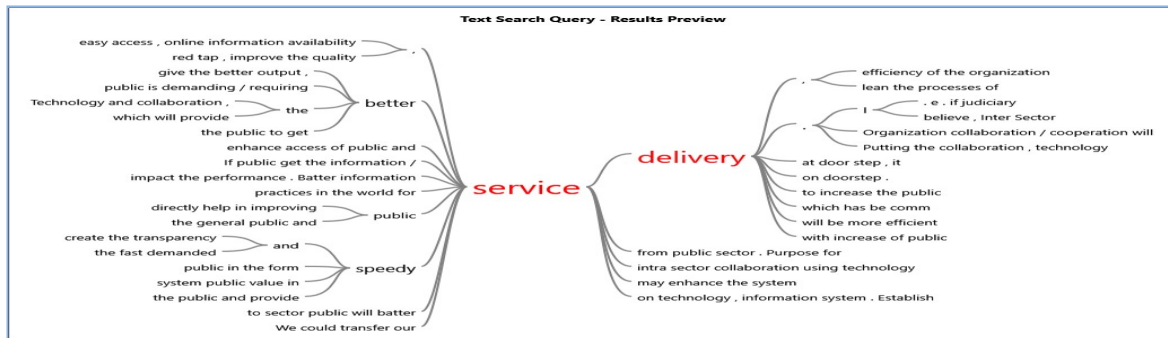 Text Search Query - Results Preview
easy access , online information availability
red tap , improve the quality
,
give the better output ,
public is demanding / requiring
Technology and collaboration ,
which will provide
the
the public to get
better
enhance access of public and
If public get the information /
impact the performance . Batter information
practices in the world for
directly help in improving
the general public and
public
create the transparency
the fast demanded
and
public in the form
system public value in
the public and provide
speedy
to sector public will batter
We could transfer our
service
delivery
,
efficiency of the organization
lean the processes of
.
I
. e . if judiciary
believe , Inter Sector
Organization collaboration / cooperation will
Putting the collaboration , technology
at door step , it
on doorstep .
to increase the public
which has be comm
will be more efficient
with increase of public
from public sector . Purpose for
intra sector collaboration using technology
may enhance the system
on technology , information system . Establish